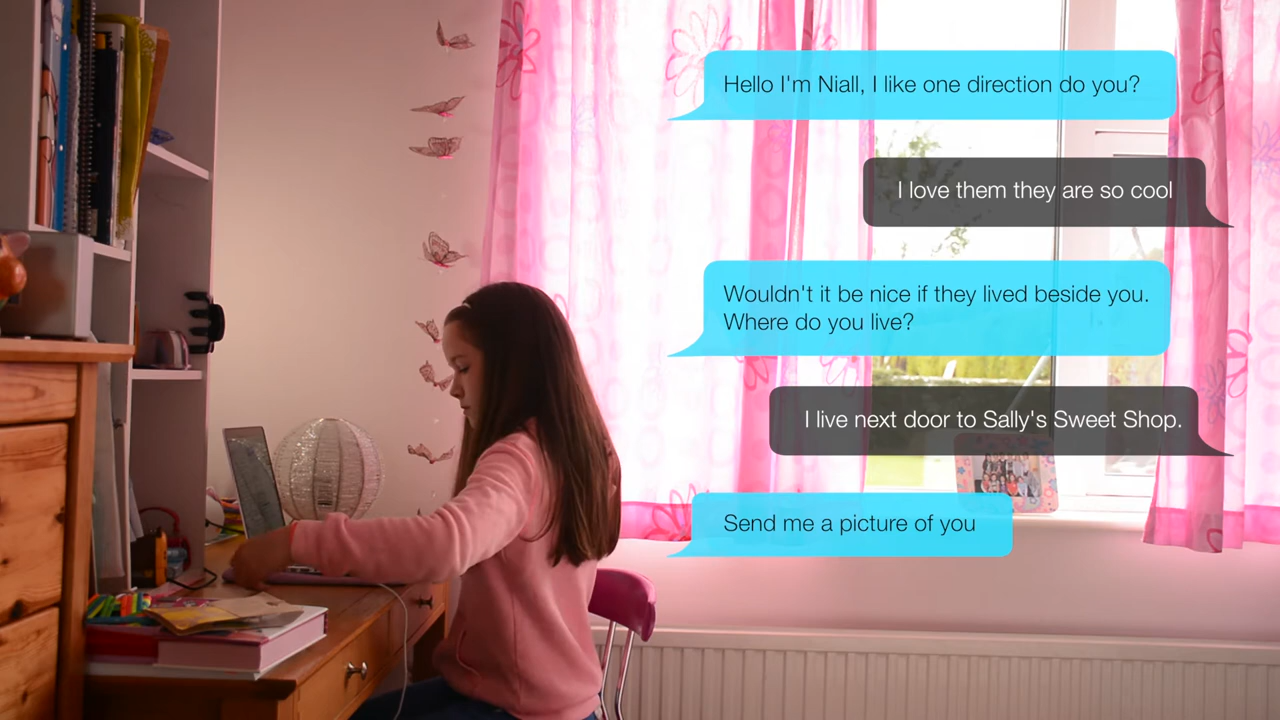 Hello I'm Niall, I like one direction do you?
I love them they are so cool
Wouldn't it be nice if they lived beside you.
Where do you live?
I live next door to Sally's Sweet Shop.
Send me a picture of you